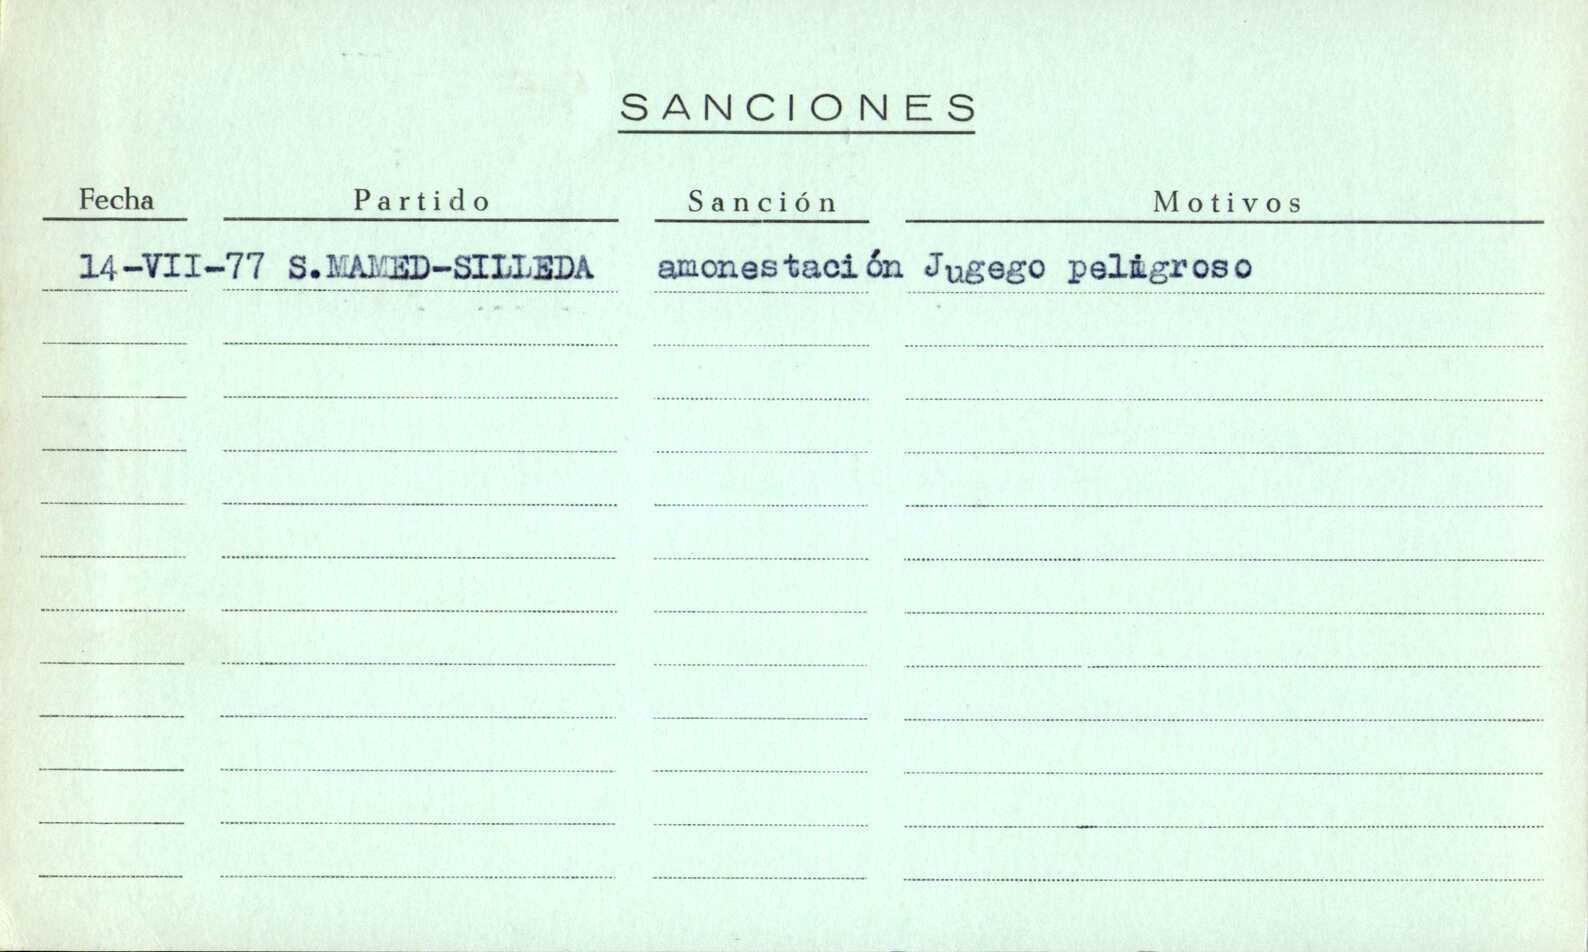 SANCIONES
Fecha Partido Sanción Motivos
14-VII-77 S.MAMED-SILLEDA amonestación Jugego peligroso